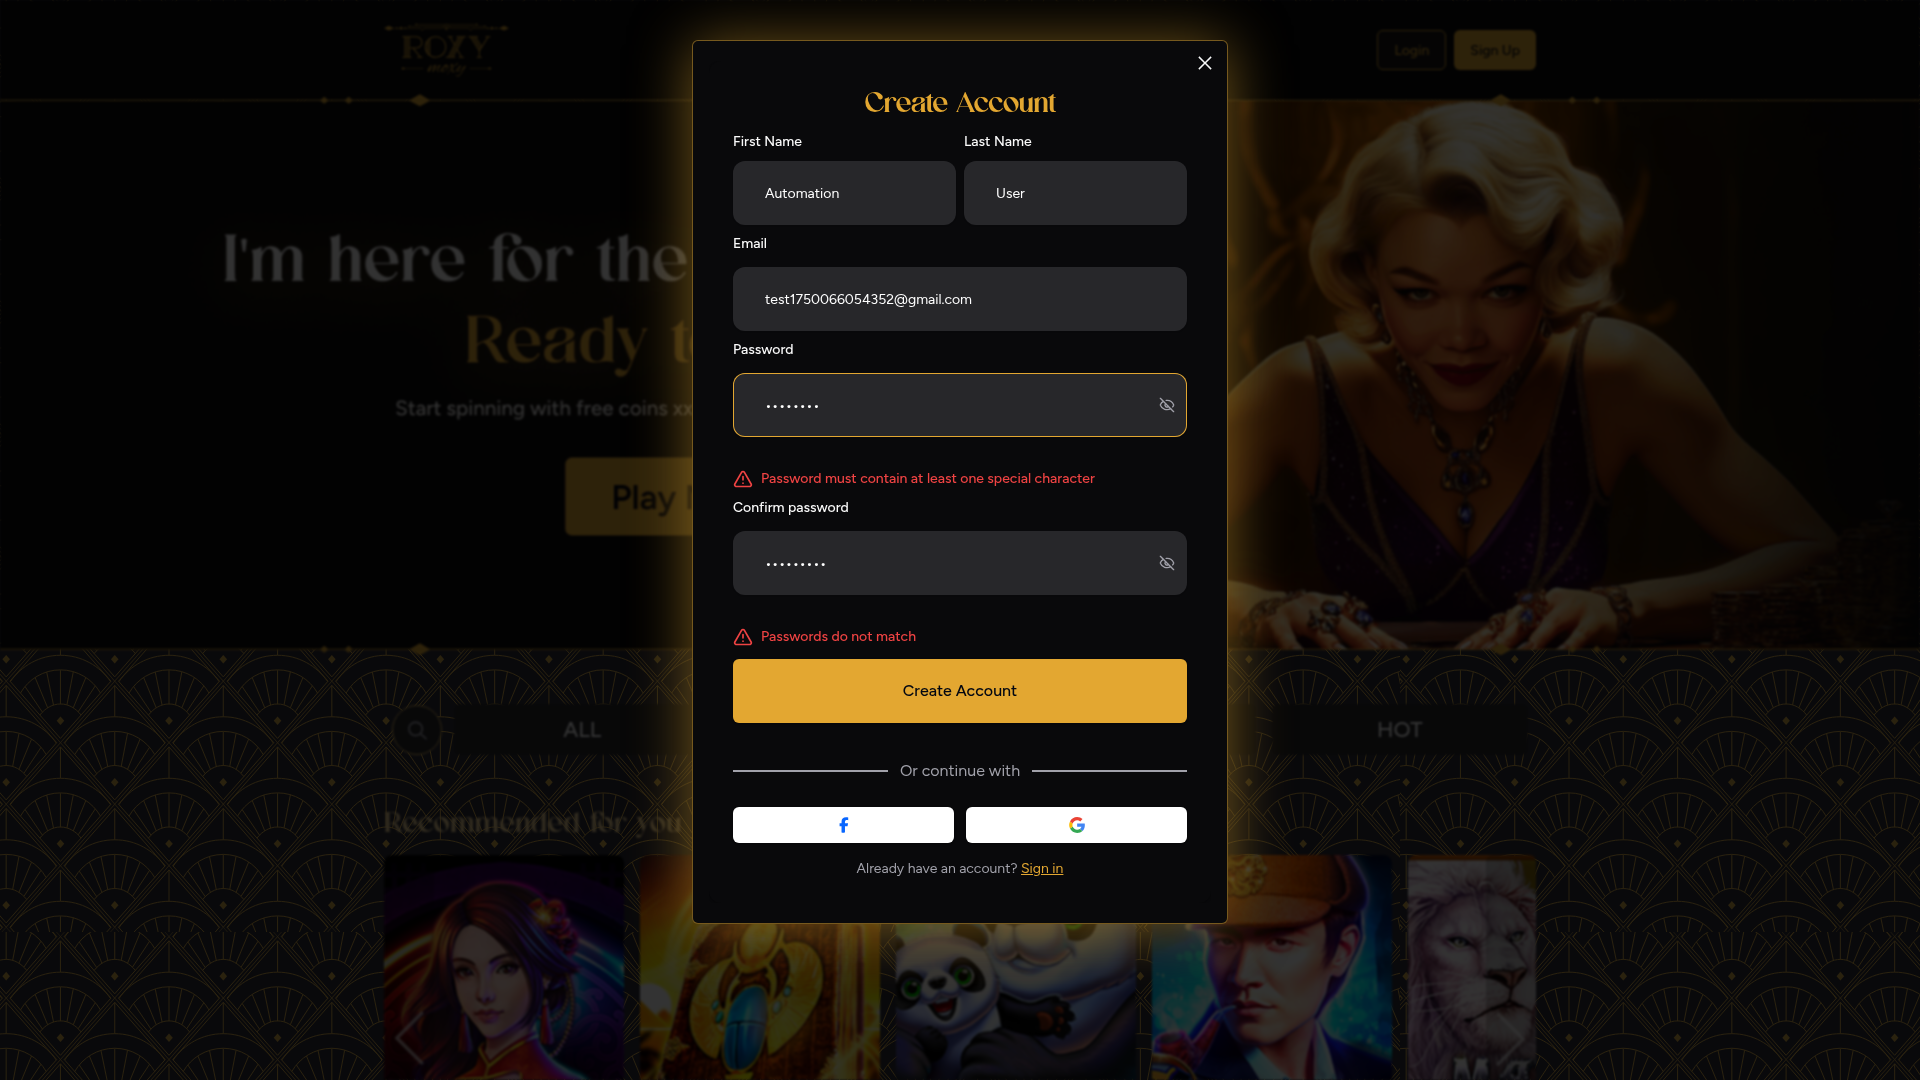 ROXY
moxy
Login
Sign Up
Create Account
First Name
Last Name
Automation
User
Email
test1750066054352@gmail.com
I'm here for the
Ready
Password
••••••••
Start spinning with free coins
Password must contain at least one special character
Confirm password
Play
•••••••••
Passwords do not match
Create Account
ALL
HOT
Or continue with
Recommended for you
Already have an account? Sign in